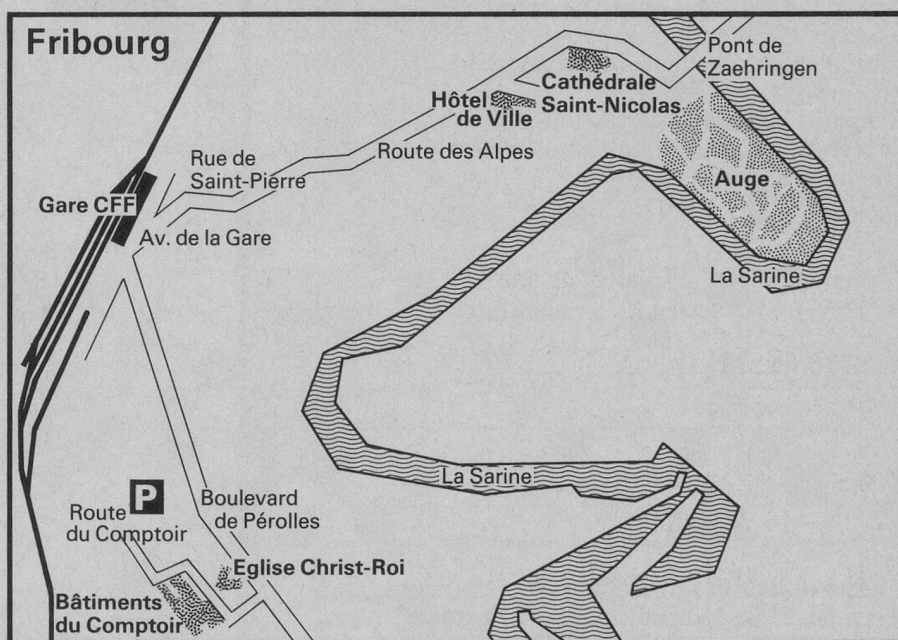 Fribourg
Pont de
Zaehringen
Cathédrale
Saint-Nicolas
Hôtel
de Ville
Route des Alpes
Rue de
Saint-Pierre
Auge
Gare CFF
Av. de la Gare
La Sarine
La Sarine
P
Boulevard
de Pérolles
Route
du Comptoir
Eglise Christ-Roi
Bâtiments
du Comptoir